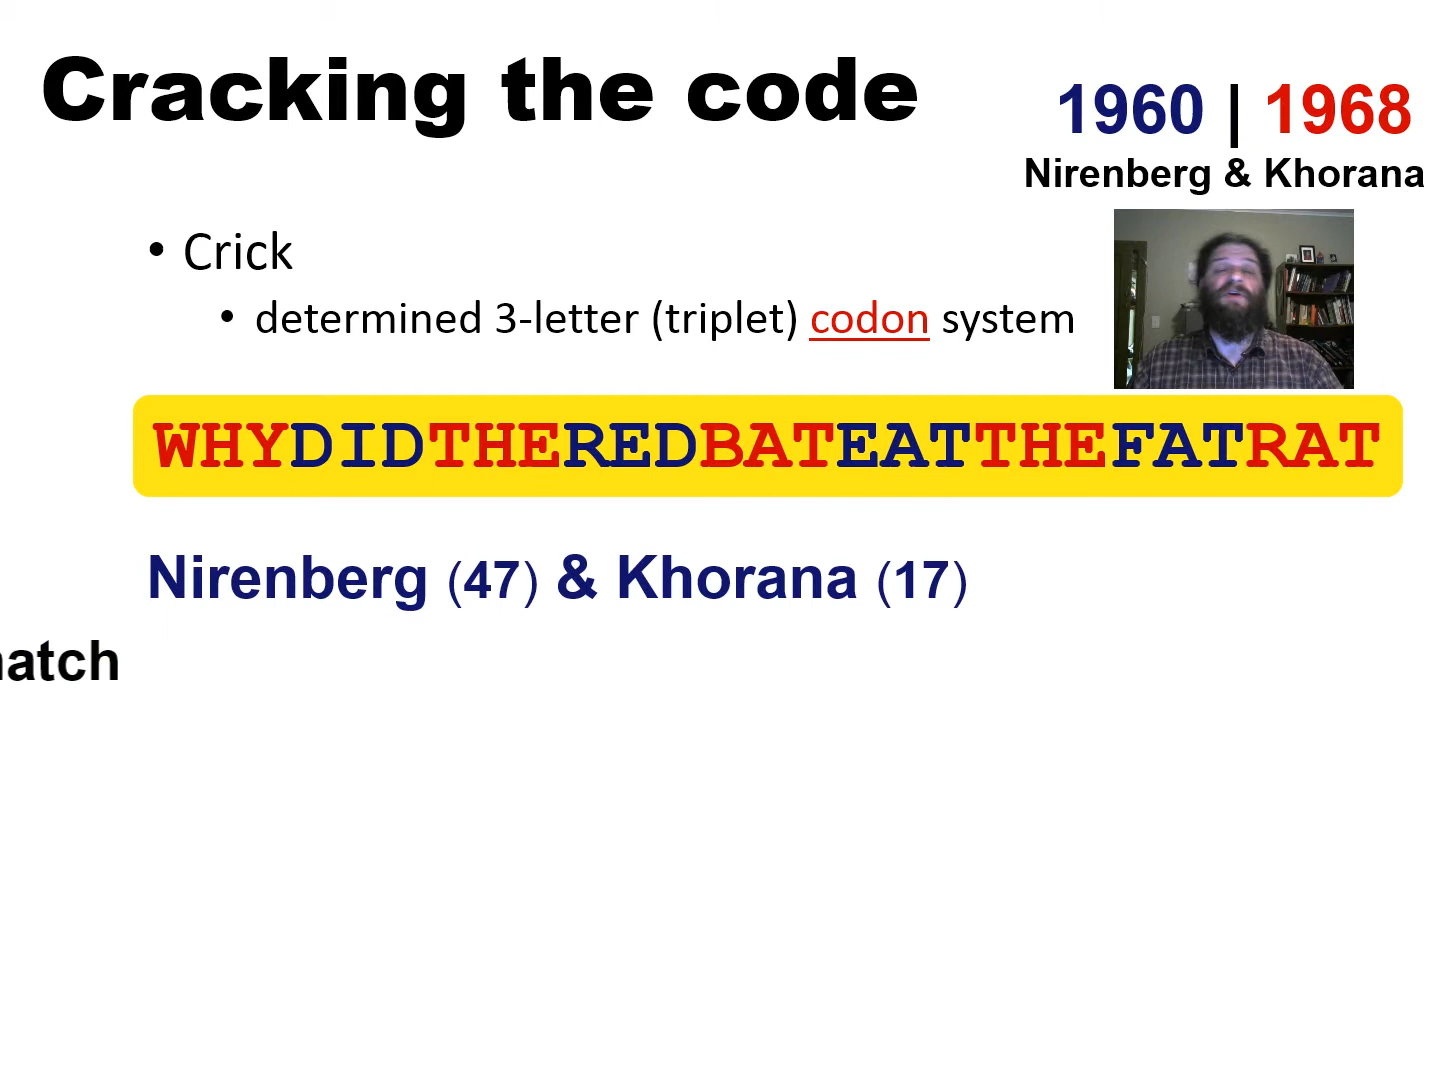 Cracking the code
1960 | 1968
Nirenberg & Khorana
• Crick
• determined 3-letter (triplet) codon system
WHYDIDTHEREDBATEATTHEFATRAT
Nirenberg (47) & Khorana (17)